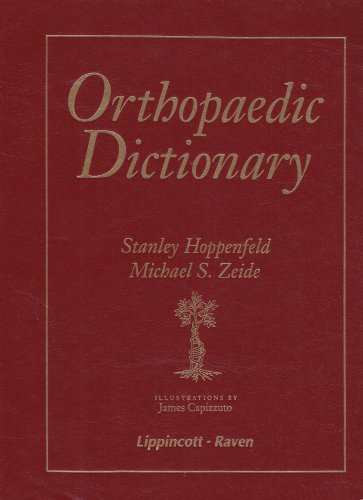 Orthopaedic
Dictionary
Stanley Hoppenfeld
Michael S. Zeide
ILLUSTRATIONS BY
James Capizzuto
Lippincott - Raven